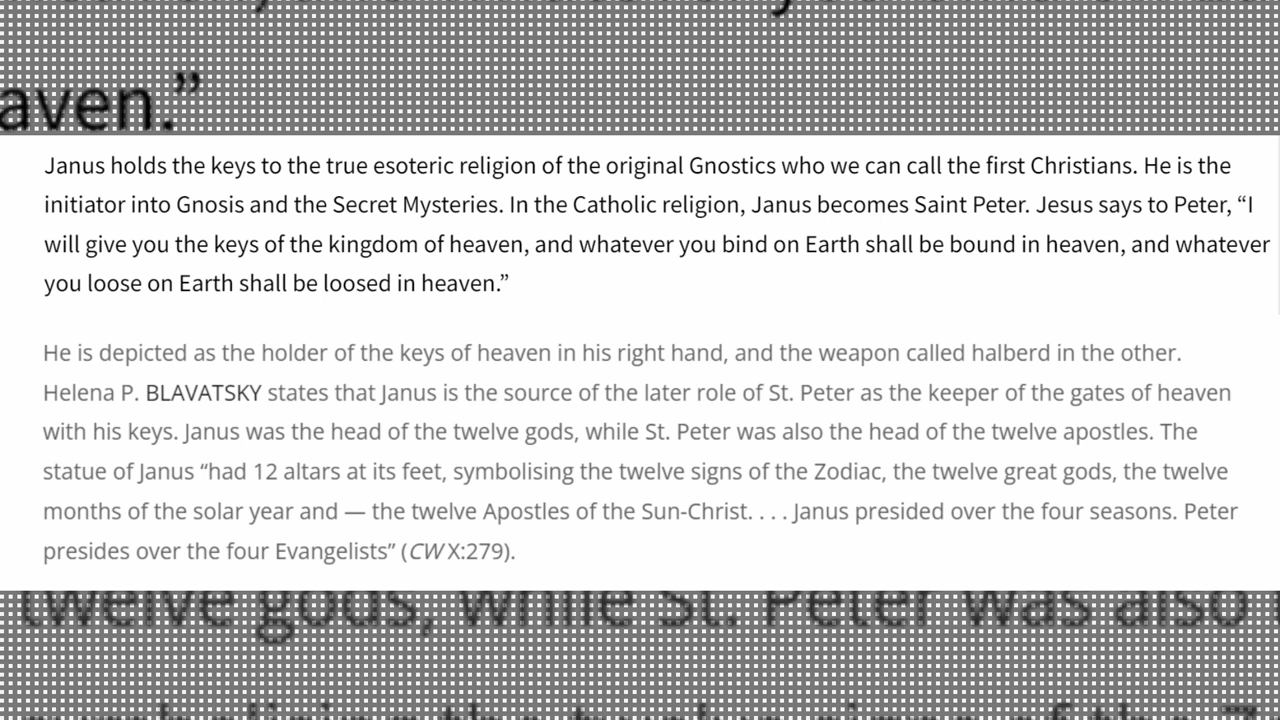 aven.”
Janus holds the keys to the true esoteric religion of the original Gnostics who we can call the first Christians. He is the
initiator into Gnosis and the Secret Mysteries. In the Catholic religion, Janus becomes Saint Peter. Jesus says to Peter, “I
will give you the keys of the kingdom of heaven, and whatever you bind on Earth shall be bound in heaven, and whatever
you loose on Earth shall be loosed in heaven.”
He is depicted as the holder of the keys of heaven in his right hand, and the weapon called halberd in the other.
Helena P. BLAVATSKY states that Janus is the source of the later role of St. Peter as the keeper of the gates of heaven
with his keys. Janus was the head of the twelve gods, while St. Peter was also the head of the twelve apostles. The
statue of Janus “had 12 altars at its feet, symbolising the twelve signs of the Zodiac, the twelve great gods, the twelve
months of the solar year and — the twelve Apostles of the Sun-Christ. . . . Janus presided over the four seasons. Peter
presides over the four Evangelists” (CW X:279).
twelve gods, while St. Peter was also